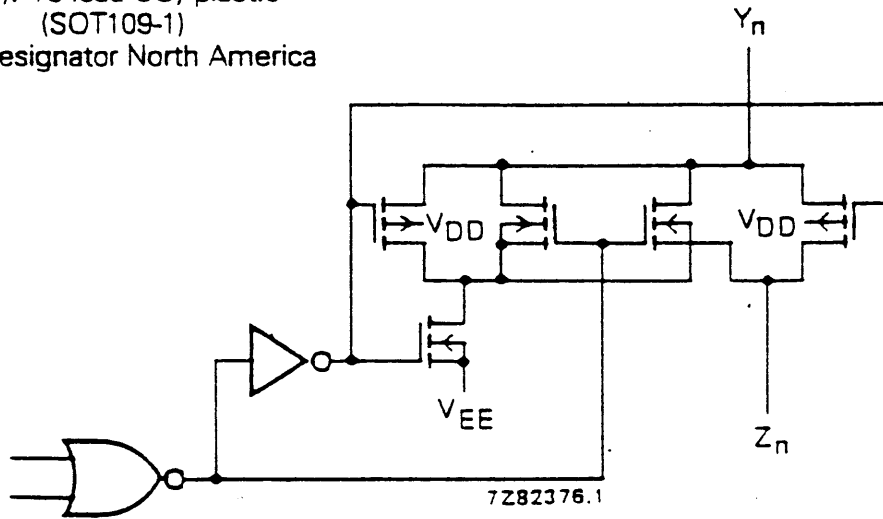 (SOT109-1)
esignator North America
Yn
VDD
VDD
VEE
Zn
7Z82376.1